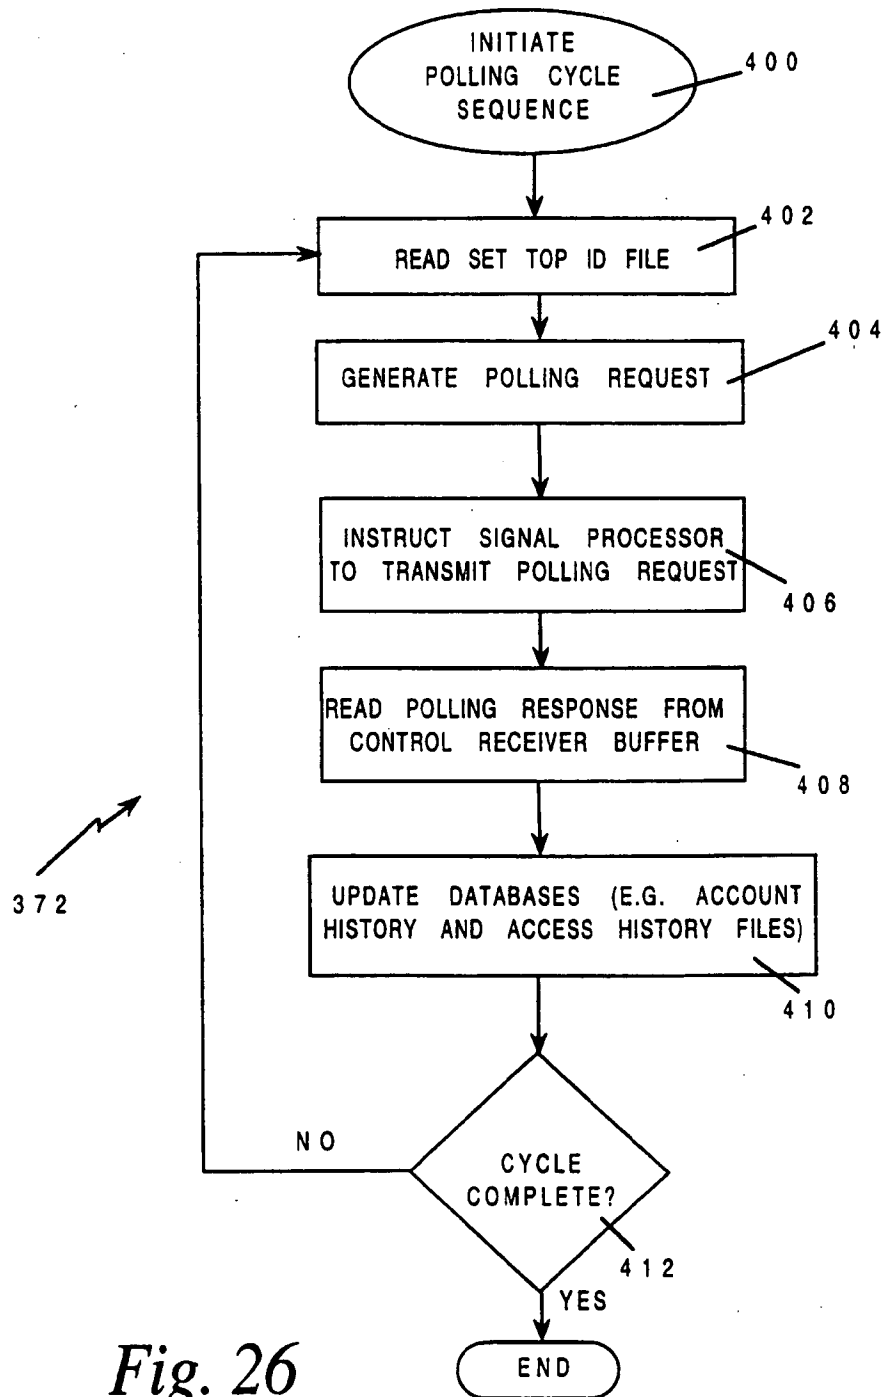 INITIATE
POLLING CYCLE
SEQUENCE
400
402
READ SET TOP ID FILE
404
GENERATE POLLING REQUEST
INSTRUCT SIGNAL PROCESSOR
TO TRANSMIT POLLING REQUEST
406
READ POLLING RESPONSE FROM
CONTROL RECEIVER BUFFER
408
372
UPDATE DATABASES (E.G. ACCOUNT
HISTORY AND ACCESS HISTORY FILES)
410
NO
CYCLE
COMPLETE?
412
YES
END
Fig. 26